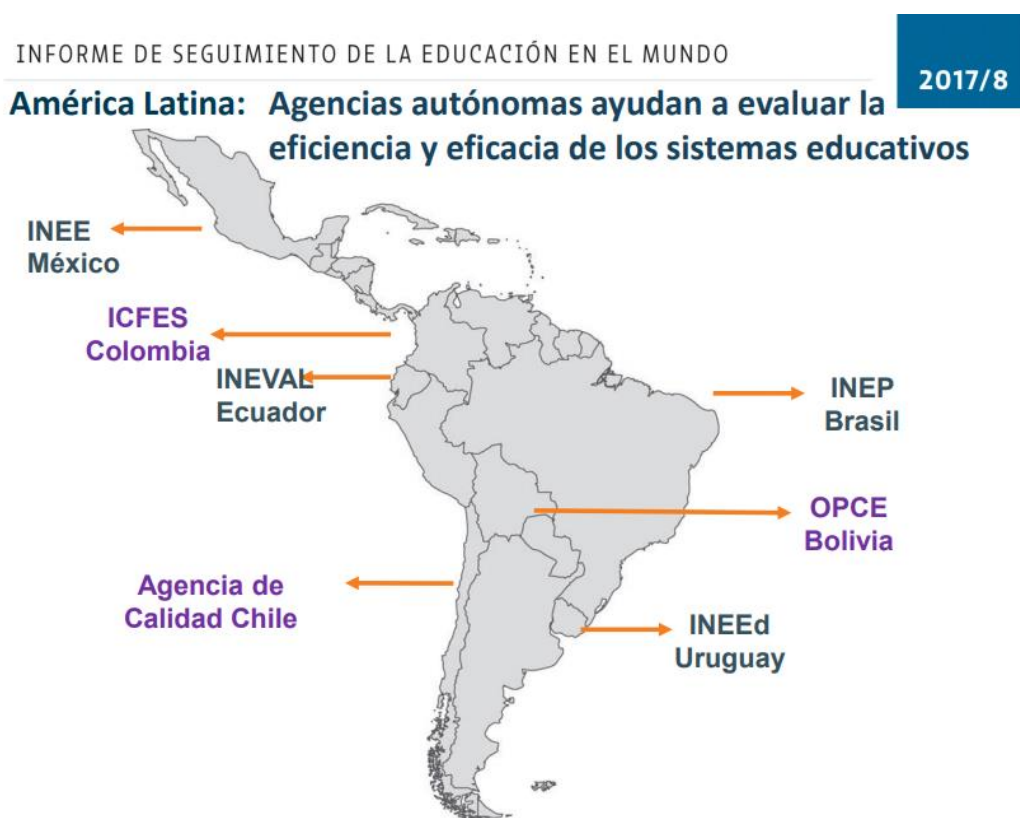 INFORME DE SEGUIMIENTO DE LA EDUCACIÓN EN EL MUNDO
2017/8
América Latina: Agencias autónomas ayudan a evaluar la
eficiencia y eficacia de los sistemas educativos
INEE
México
ICFES
Colombia
INEVAL
Ecuador
INEP
Brasil
OPCE
Bolivia
Agencia de
Calidad Chile
INEEd
Uruguay